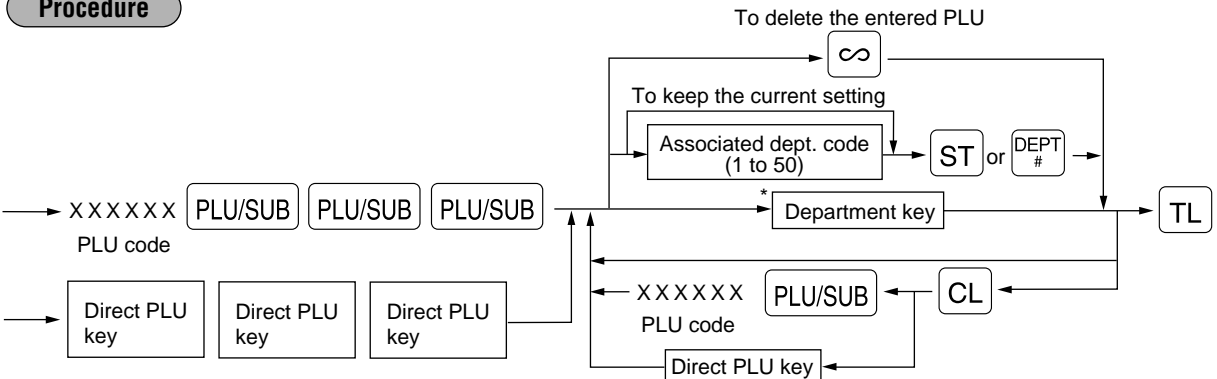 Procedure
To delete the entered PLU
∞
To keep the current setting
Associated dept. code
(1 to 50)
ST or DEPT #
* Department key
XXXXXX PLU/SUB PLU/SUB PLU/SUB
PLU code
TL
Direct PLU key
Direct PLU key
Direct PLU key
XXXXXX PLU/SUB CL
PLU code
Direct PLU key